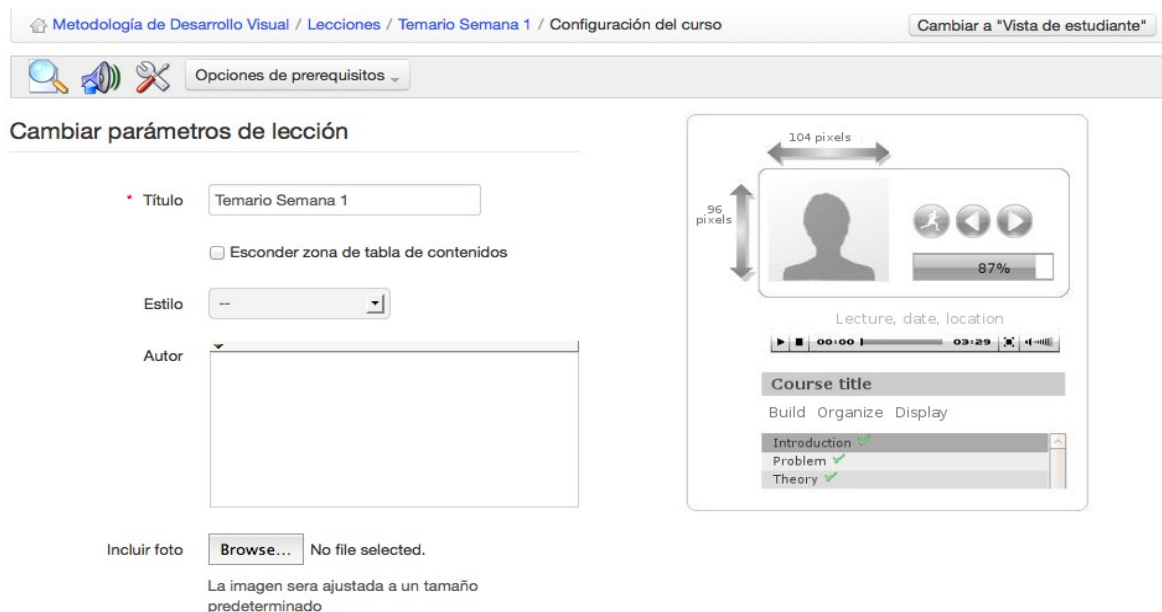 Metodología de Desarrollo Visual / Lecciones / Temario Semana 1 / Configuración del curso
Cambiar a "Vista de estudiante"
Opciones de prerequisitos
Cambiar parámetros de lección
* Título
Temario Semana 1
Esconder zona de tabla de contenidos
Estilo
--
Autor
Incluir foto
Browse...
No file selected.
La imagen sera ajustada a un tamaño
predeterminado
104 pixels
96
pixels
87%
Lecture, date, location
00:00
03:29
Course title
Build Organize Display
Introduction
Problem
Theory